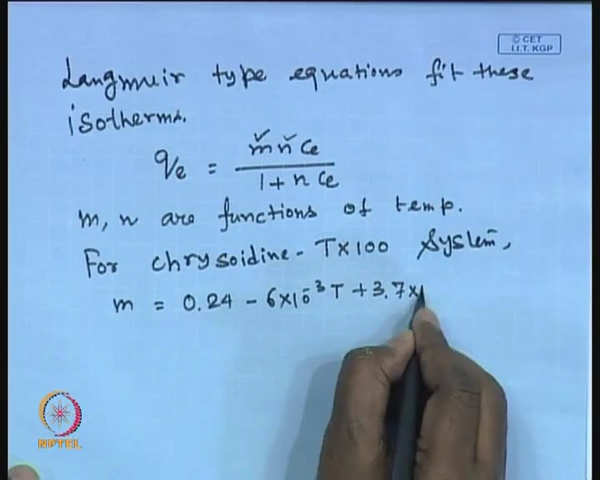 © CET
I.I.T. KGP
Langmuir type equations fit these
isotherms.
qe = m n Ce / 1 + n Ce
m, n are functions of temp.
For chrysoidine - TX100 System,
m = 0.24 - 6×10⁻³ T + 3.7×
NPTEL